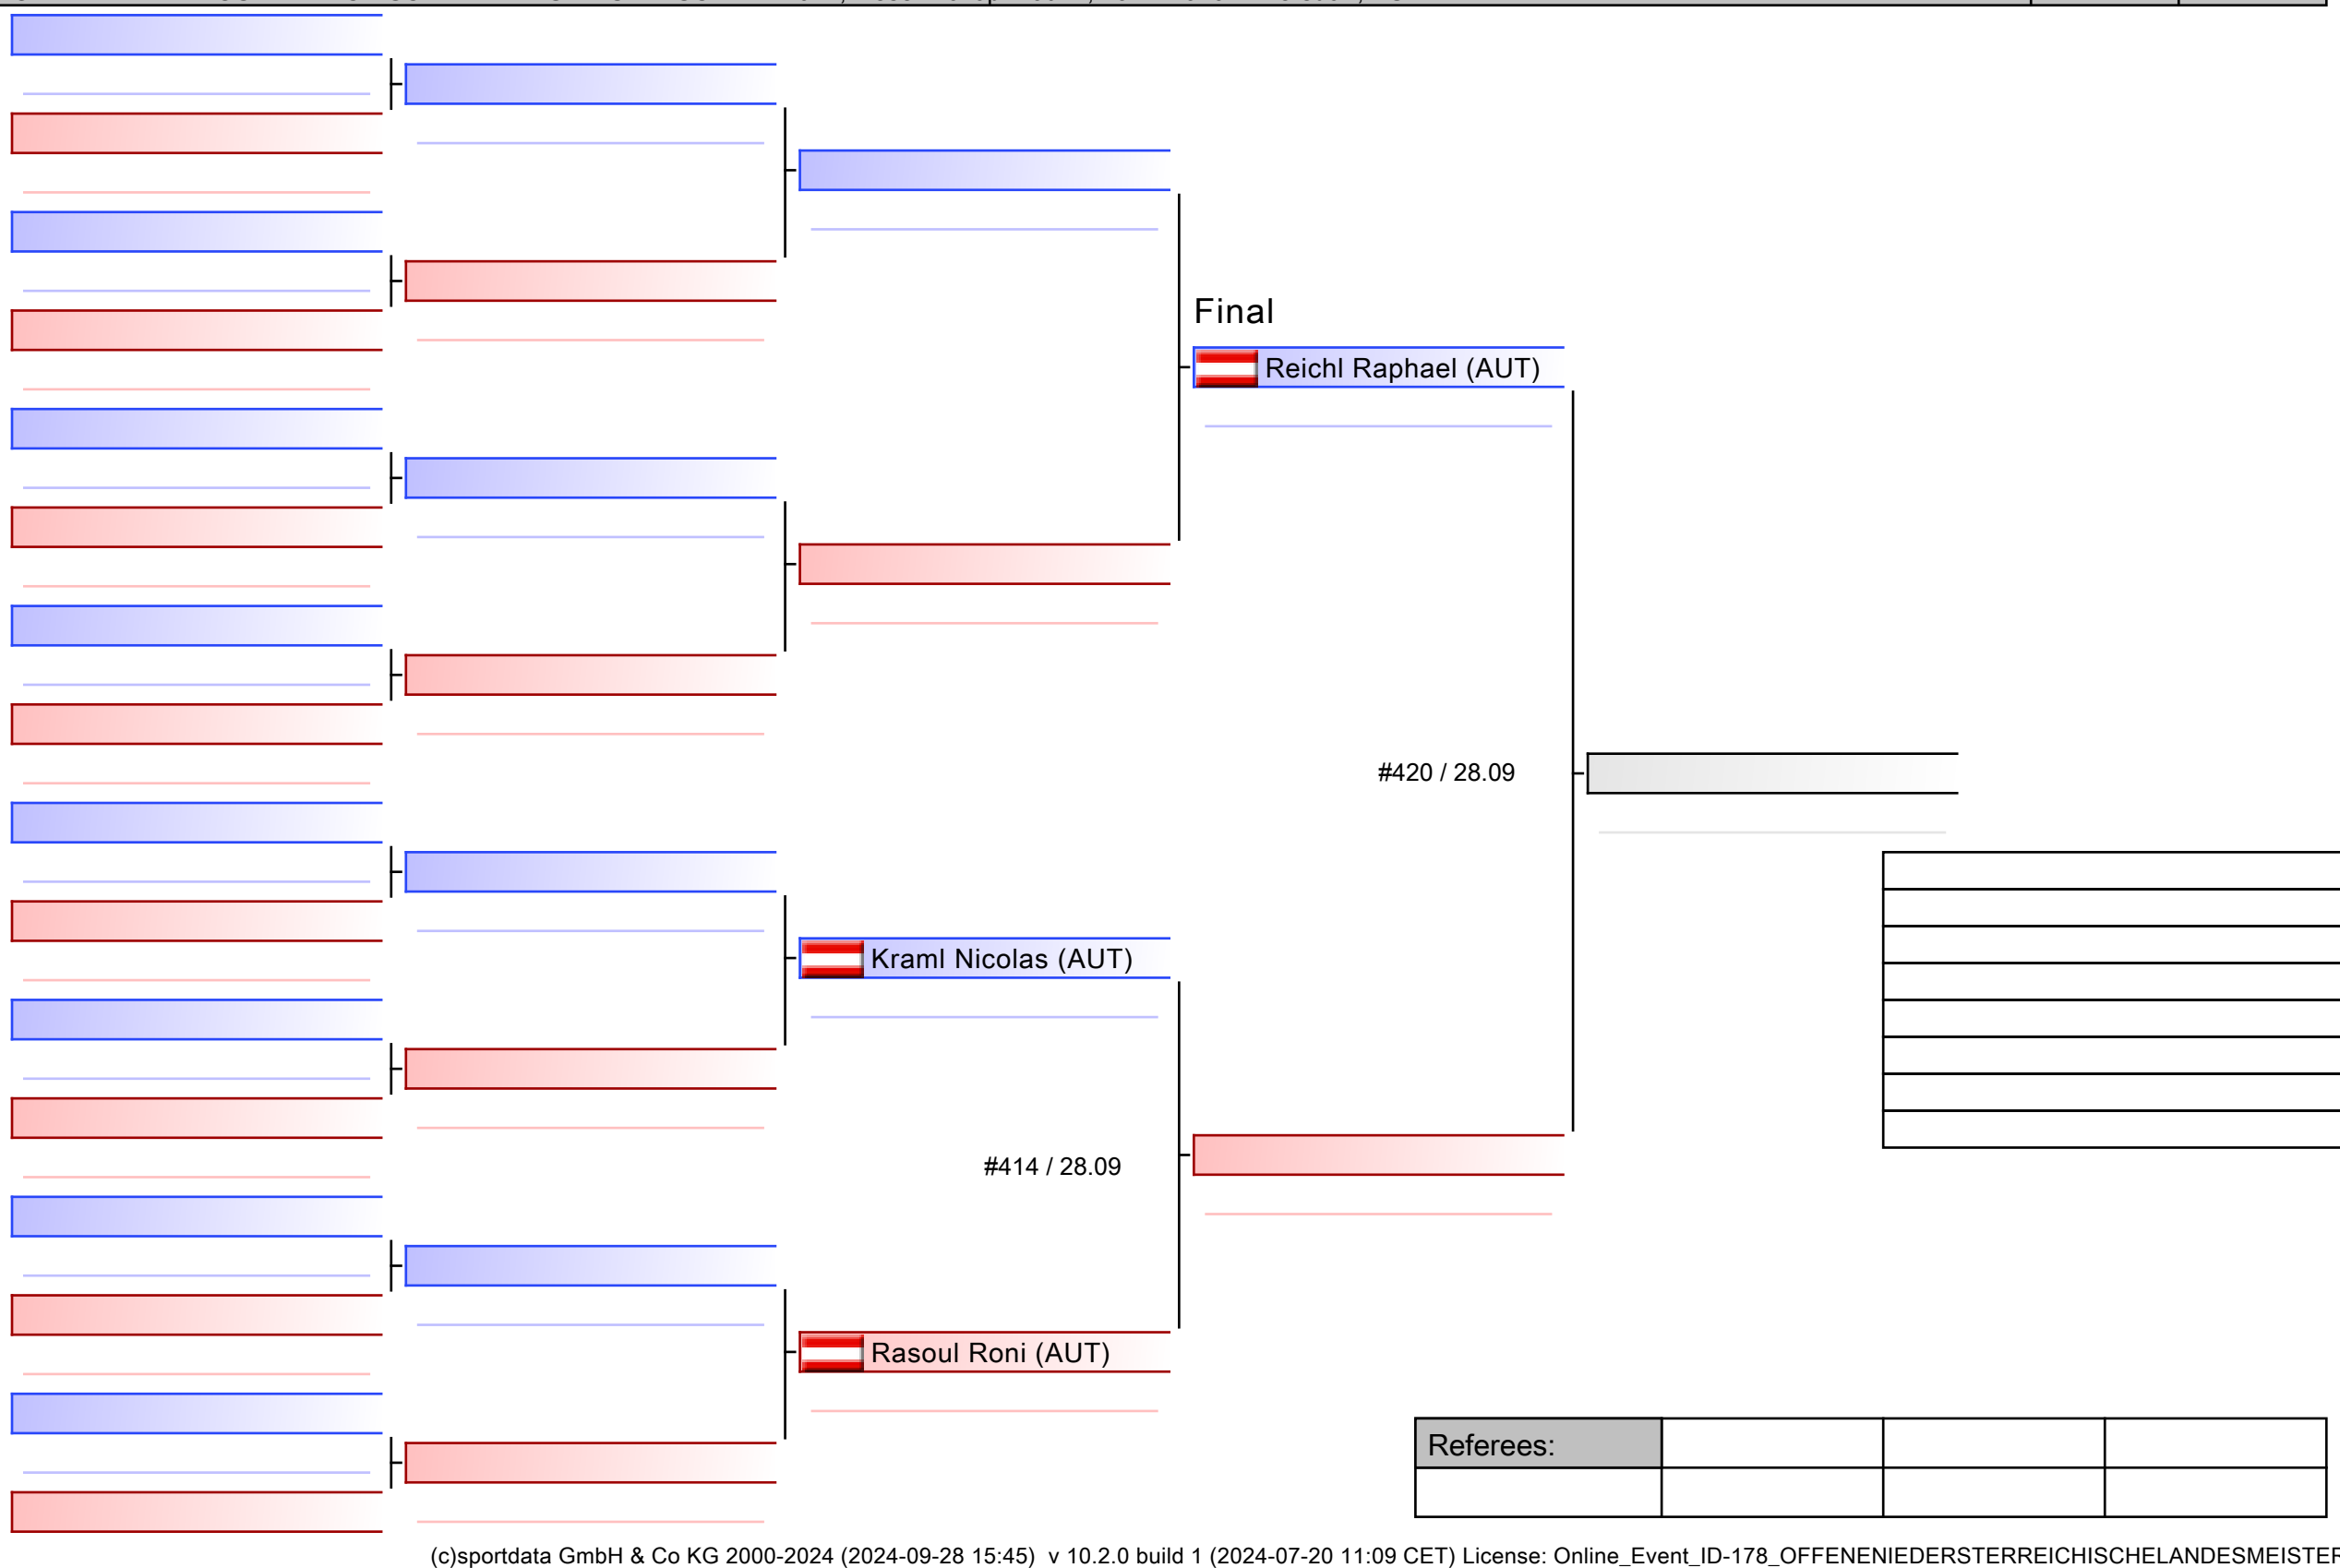 Final
Reichl Raphael (AUT)
#420 / 28.09
Kraml Nicolas (AUT)
#414 / 28.09
Rasoul Roni (AUT)
Referees:
(c)sportdata GmbH & Co KG 2000-2024 (2024-09-28 15:45) v 10.2.0 build 1 (2024-07-20 11:09 CET) License: Online_Event_ID-178_OFFENENIEDERSTERREICHISCHELANDESMEISTER